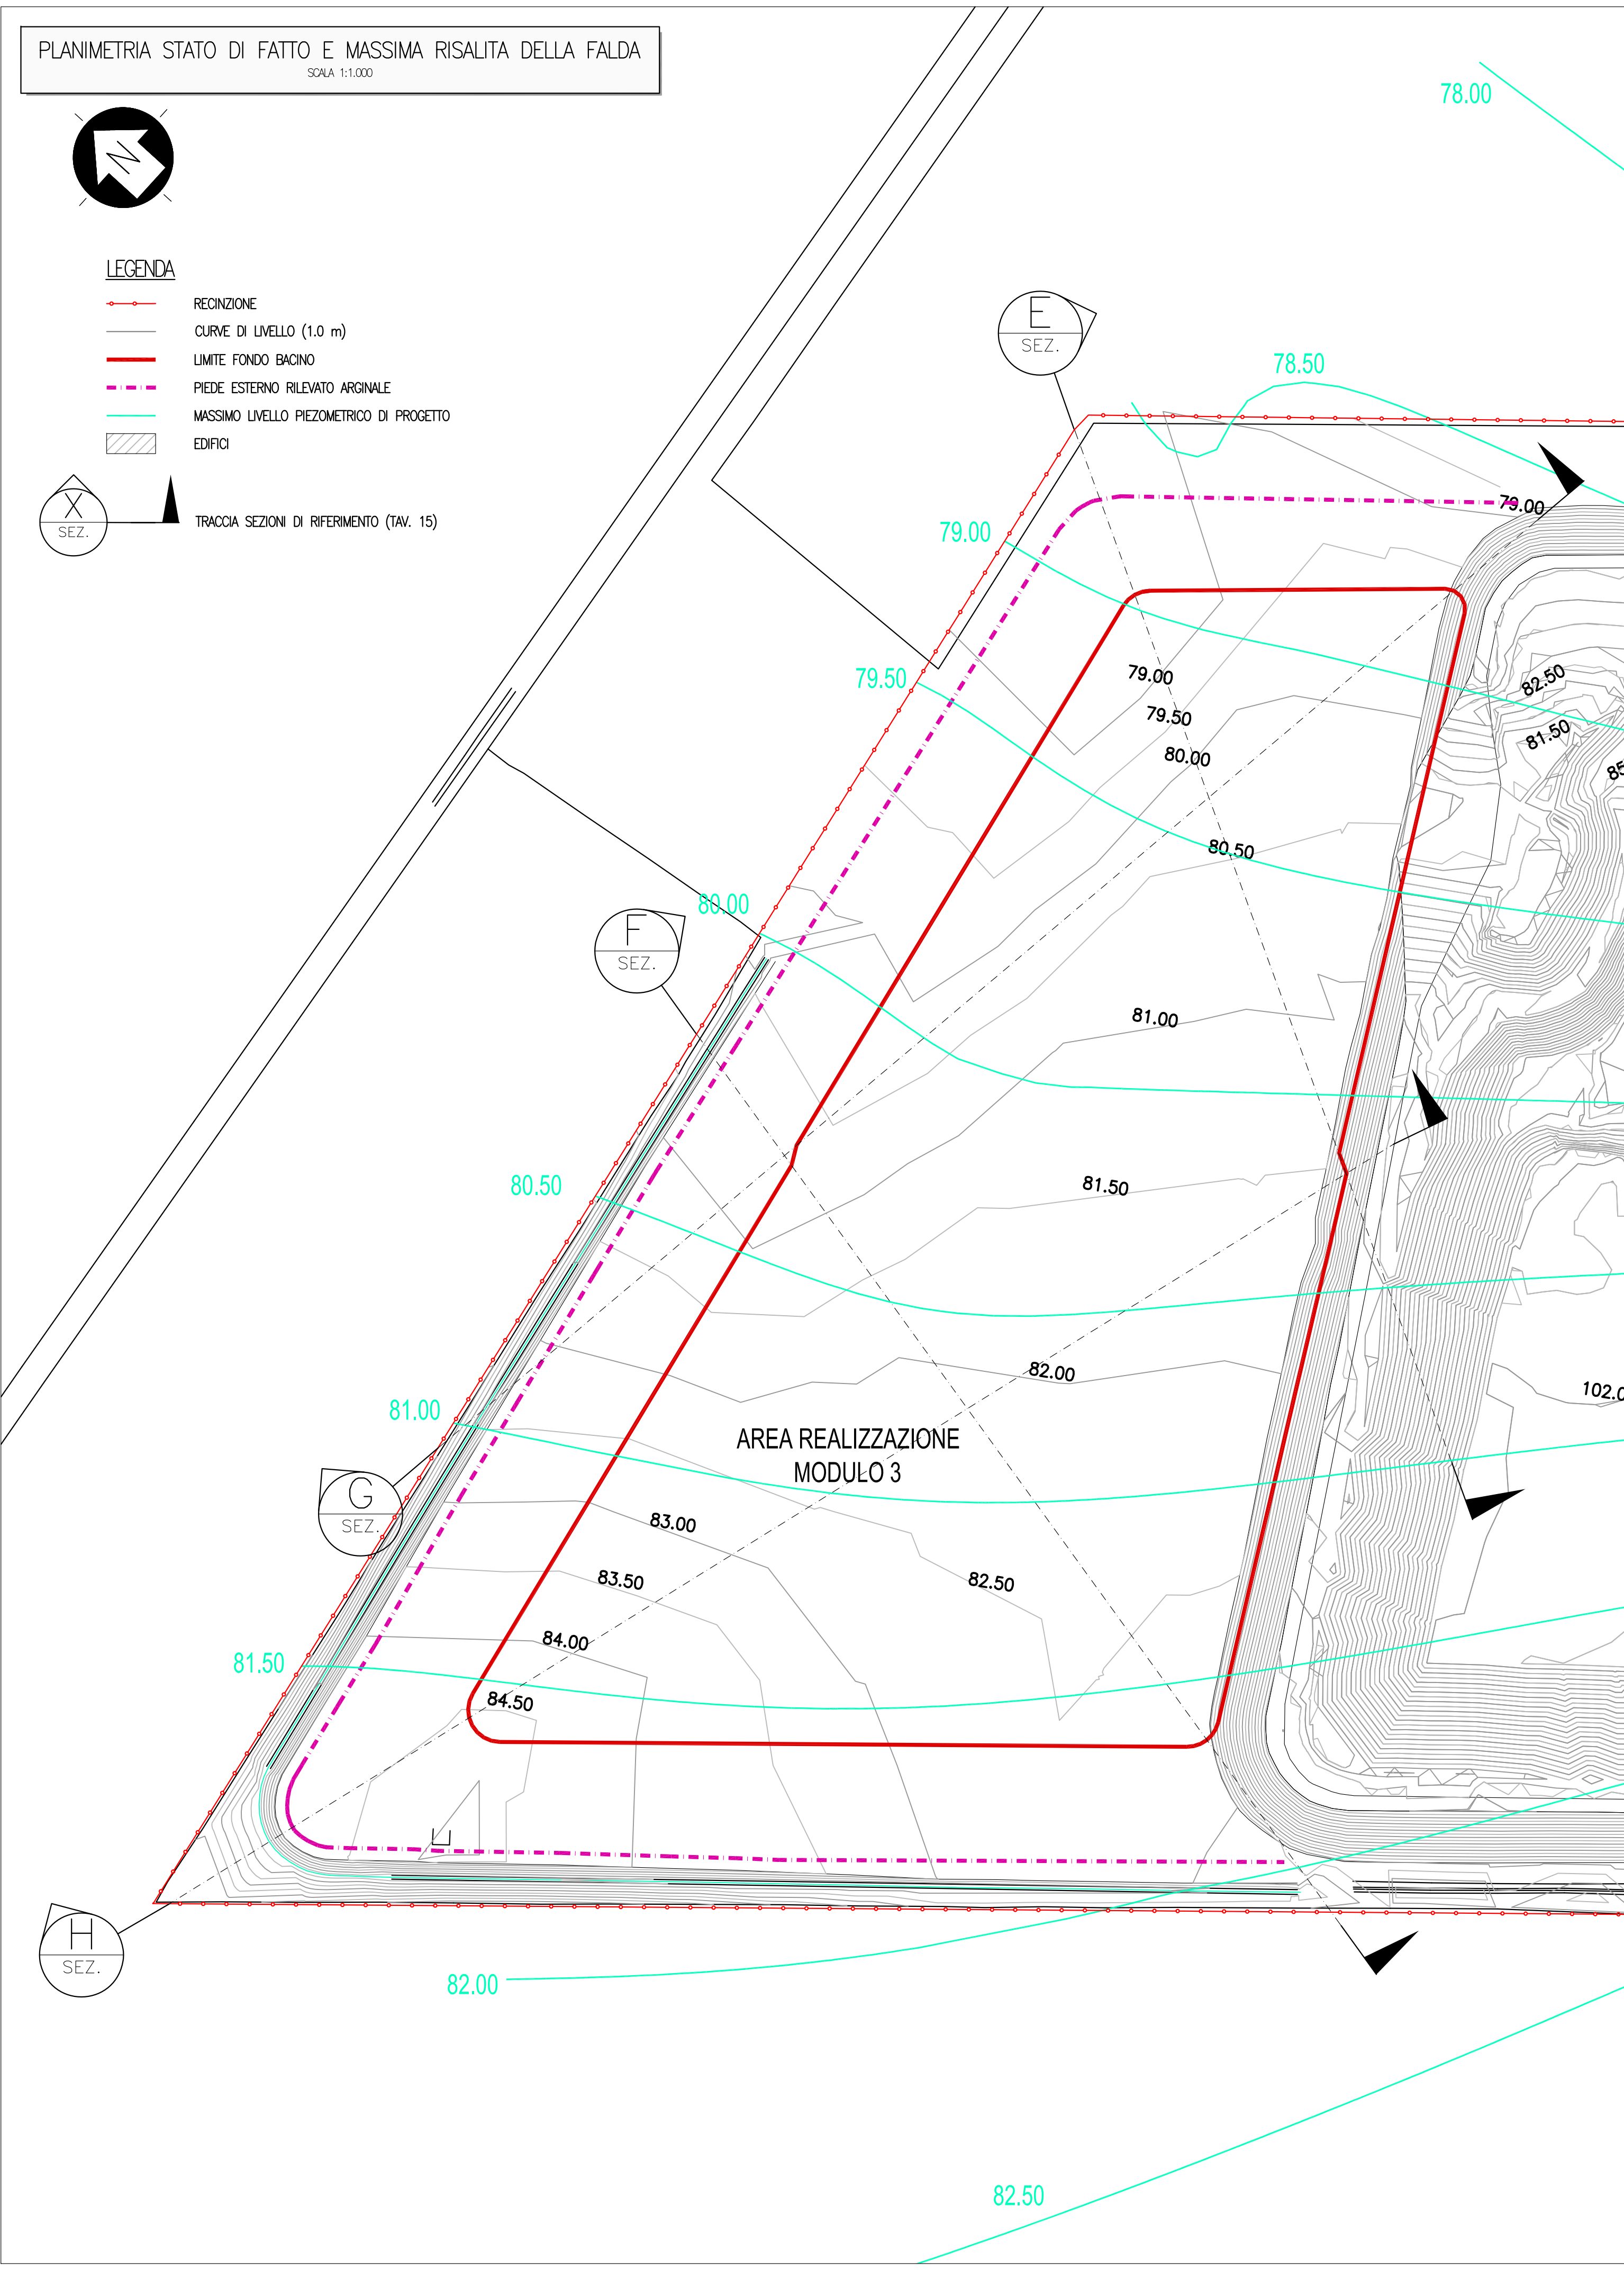 PLANIMETRIA STATO DI FATTO E MASSIMA RISALITA DELLA FALDA
SCALA 1:1.000
N
LEGENDA
RECINZIONE
CURVE DI LIVELLO (1.0 m)
LIMITE FONDO BACINO
PIEDE ESTERNO RILEVATO ARGINALE
MASSIMO LIVELLO PIEZOMETRICO DI PROGETTO
EDIFICI
X
SEZ.
TRACCIA SEZIONI DI RIFERIMENTO (TAV. 15)
78.00
E
SEZ.
78.50
79.00
79.00
79.50
79.00
82.50
79.50
81.50
80.00
80.50
80.00
F
SEZ.
81.00
80.50
81.50
82.00
102.0
81.00
AREA REALIZZAZIONE
MODULO 3
G
SEZ.
83.00
83.50
82.50
84.00
81.50
84.50
H
SEZ.
82.00
82.50